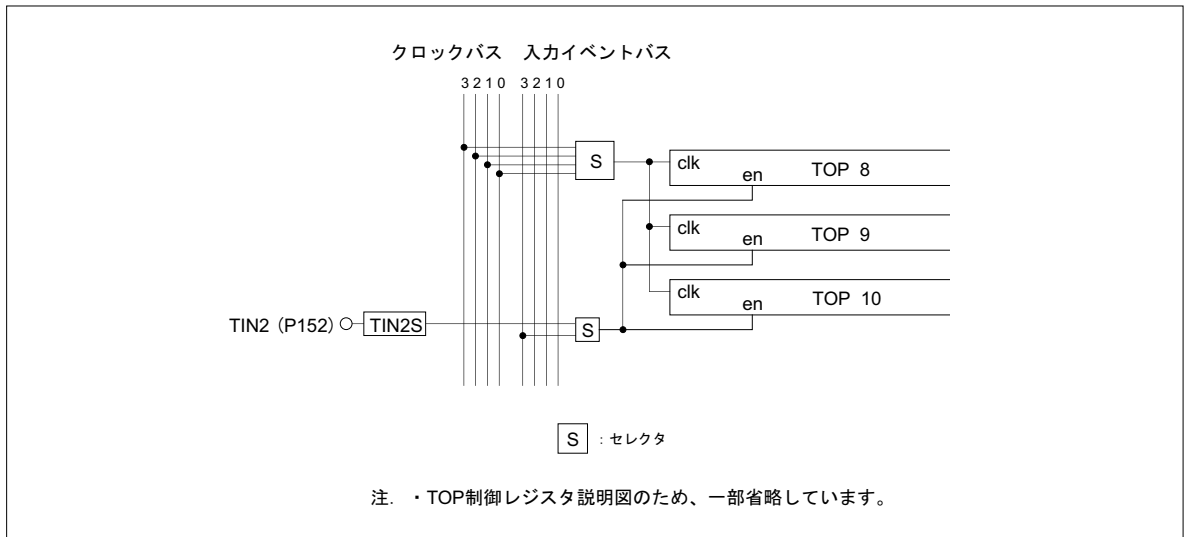 クロックバス 入力イベントバス
3 2 1 0 3 2 1 0
S
clk
en
TOP 8
clk
en
TOP 9
clk
en
TOP 10
TIN2 (P152)
TIN2S
S
S : セレクタ
注. ・TOP制御レジスタ説明図のため、一部省略しています。